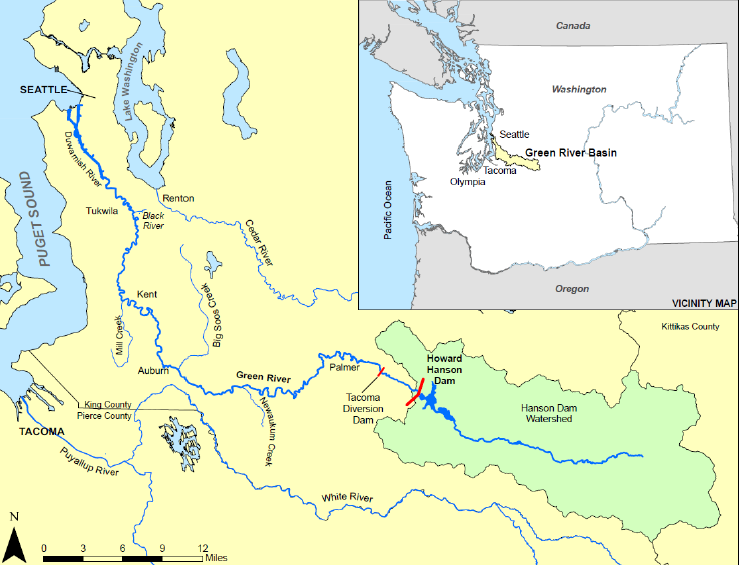 Canada
Washington
Seattle
Green River Basin
Tacoma
Olympia
Pacific Ocean
Oregon
VICINITY MAP
SEATTLE
Lake Washington
Duwamish River
PUGET SOUND
Renton
Tukwila
Black
River
Cedar River
Kent
Mill Creek
Big Soos Creek
Auburn
Green River
Palmer
Howard
Hanson
Dam
Kittikas County
Tacoma
Diversion
Dam
Hanson Dam
Watershed
Newaukum Creek
King County
Pierce County
TACOMA
Puyallup River
White River
N
0 3 6 9 12
Miles